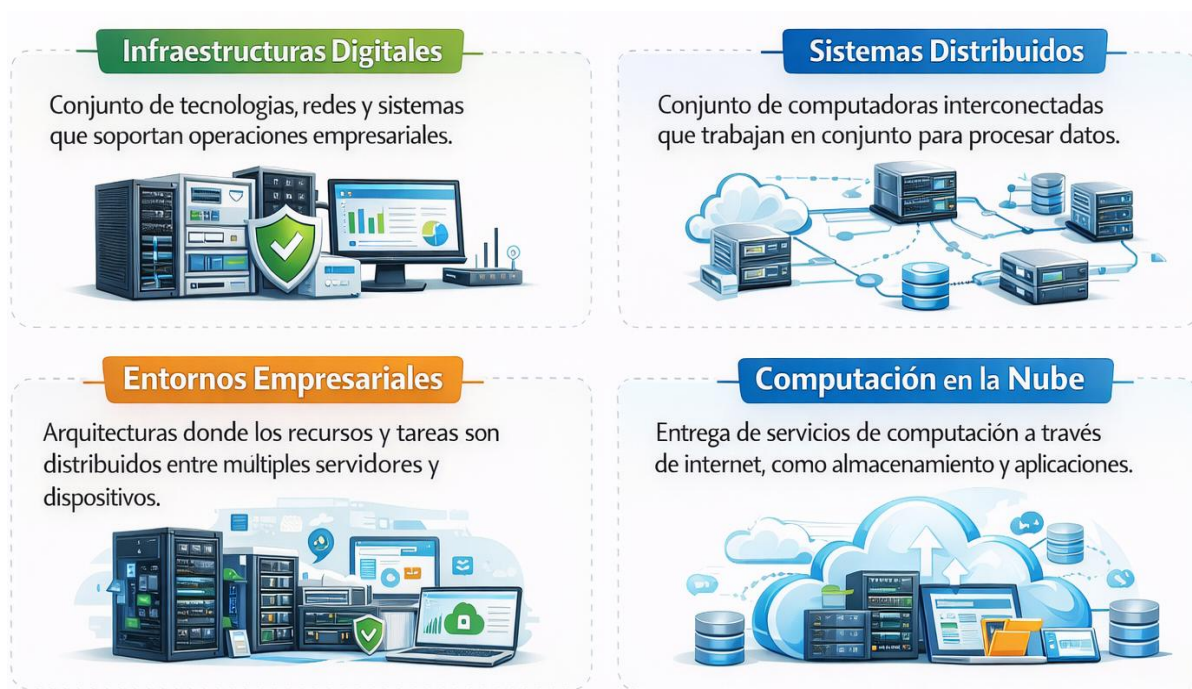 Infraestructuras Digitales
Conjunto de tecnologias, redes y sistemas
que soportan operaciones empresariales.
Sistemas Distribuidos
Conjunto de computadoras interconectadas
que trabajan en conjunto para procesar datos.
Entornos Empresariales
Arquitecturas donde los recursos y tareas son
distribuidos entre múltiples servidores y
dispositivos.
Computación en la Nube
Entrega de servicios de computación a través
de internet, como almacenamiento y aplicaciones.